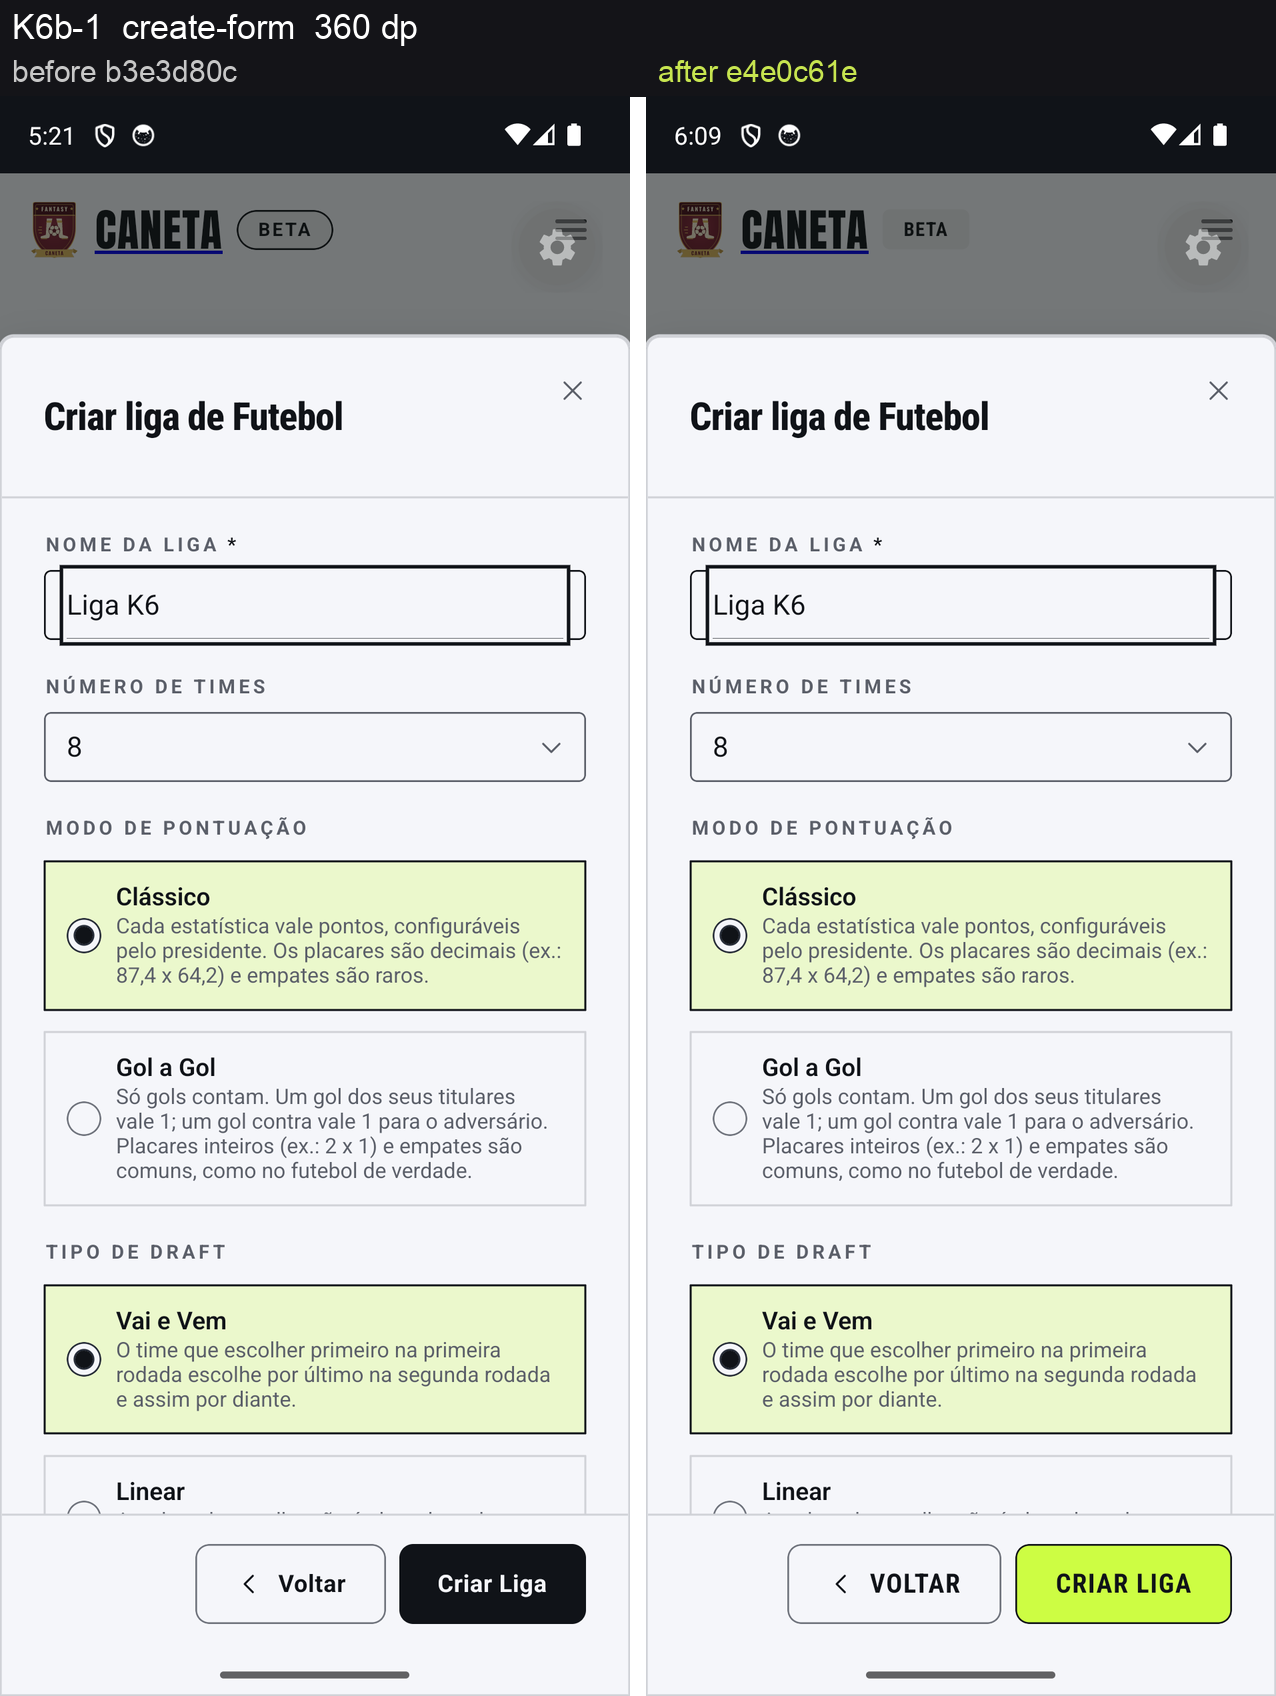 K6b-1 create-form 360 dp
before b3e3d80c
after e4e0c61e
5:21
FANTASY
CANETA
CANETA
BETA
Criar liga de Futebol
NOME DA LIGA *
Liga K6
NÚMERO DE TIMES
8
MODO DE PONTUAÇÃO
Clássico
Cada estatística vale pontos, configuráveis
pelo presidente. Os placares são decimais (ex.:
87,4 x 64,2) e empates são raros.
Gol a Gol
Só gols contam. Um gol dos seus titulares
vale 1; um gol contra vale 1 para o adversário.
Placares inteiros (ex.: 2 x 1) e empates são
comuns, como no futebol de verdade.
TIPO DE DRAFT
Vai e Vem
O time que escolher primeiro na primeira
rodada escolhe por último na segunda rodada
e assim por diante.
Linear
Voltar
Criar Liga
6:09
FANTASY
CANETA
CANETA
BETA
Criar liga de Futebol
NOME DA LIGA *
Liga K6
NÚMERO DE TIMES
8
MODO DE PONTUAÇÃO
Clássico
Cada estatística vale pontos, configuráveis
pelo presidente. Os placares são decimais (ex.:
87,4 x 64,2) e empates são raros.
Gol a Gol
Só gols contam. Um gol dos seus titulares
vale 1; um gol contra vale 1 para o adversário.
Placares inteiros (ex.: 2 x 1) e empates são
comuns, como no futebol de verdade.
TIPO DE DRAFT
Vai e Vem
O time que escolher primeiro na primeira
rodada escolhe por último na segunda rodada
e assim por diante.
Linear
VOLTAR
CRIAR LIGA